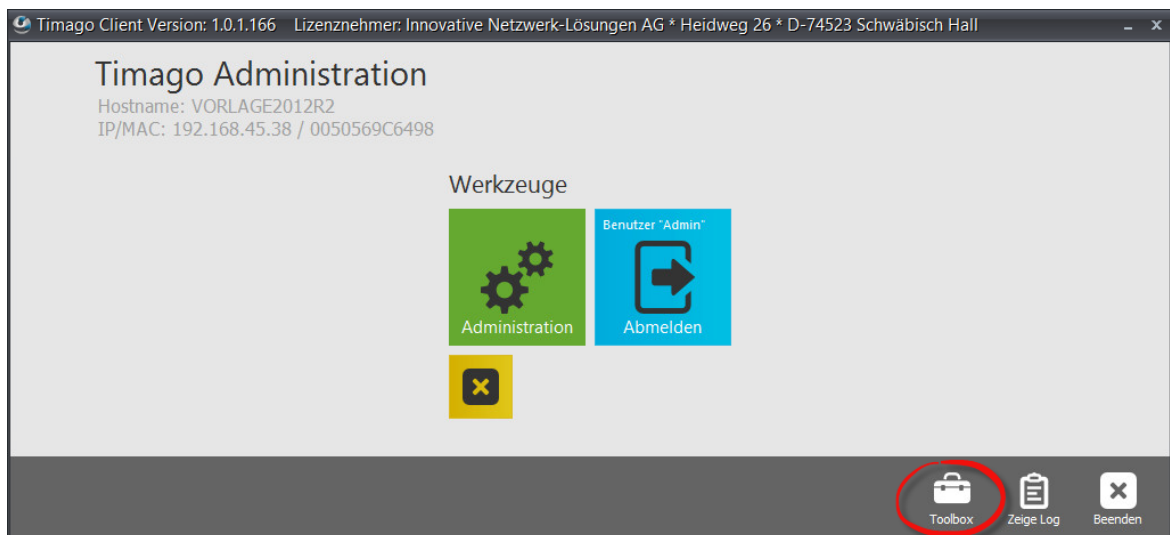 Timago Client Version: 1.0.1.166 Lizenznehmer: Innovative Netzwerk-Lösungen AG * Heidweg 26 * D-74523 Schwäbisch Hall
Timago Administration
Hostname: VORLAGE2012R2
IP/MAC: 192.168.45.38 / 0050569C6498
Werkzeuge
Benutzer "Admin"
Administration
Abmelden
Toolbox
Zeige Log
Beenden